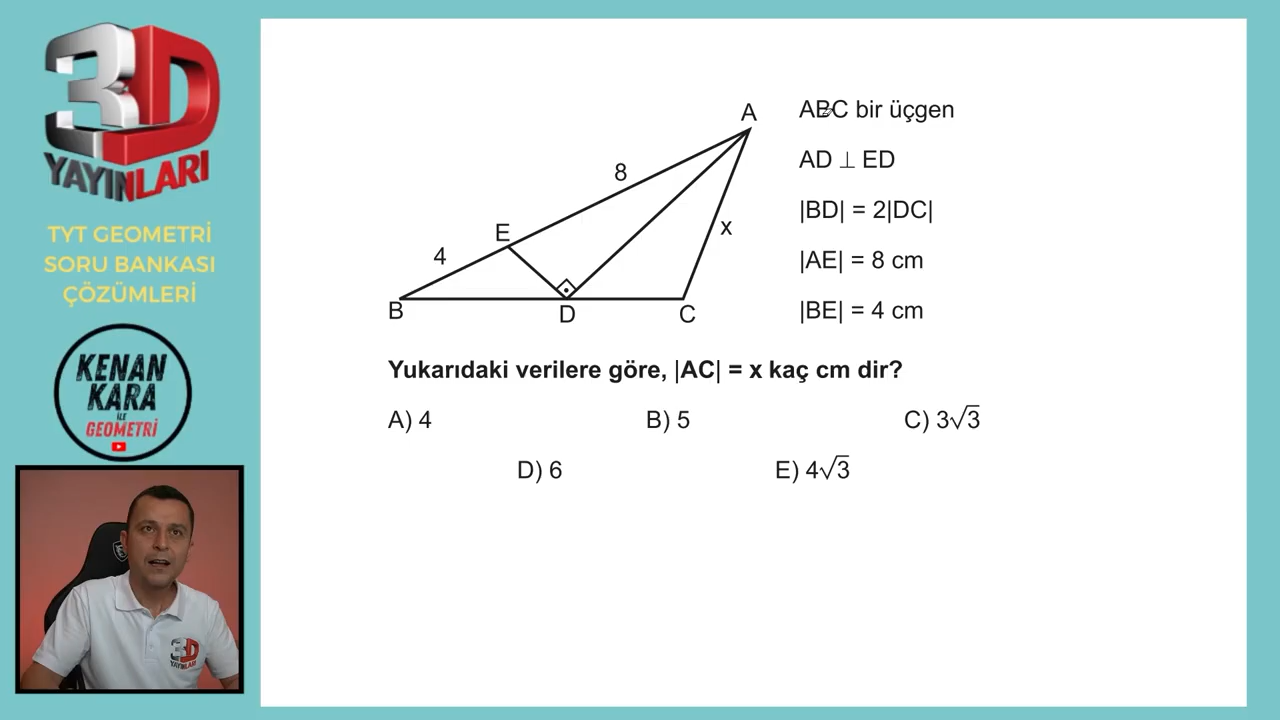 3D
YAYINLARI
TYT GEOMETRİ
SORU BANKASI
ÇÖZÜMLERİ
KENAN
KARA
İLE
GEOMETRİ
3D
YAYINLARI
A
8
E
4
x
B
D
C
ABC bir üçgen
AD ⊥ ED
|BD| = 2|DC|
|AE| = 8 cm
|BE| = 4 cm
Yukarıdaki verilere göre, |AC| = x kaç cm dir?
A) 4 B) 5 C) 3√3
D) 6 E) 4√3